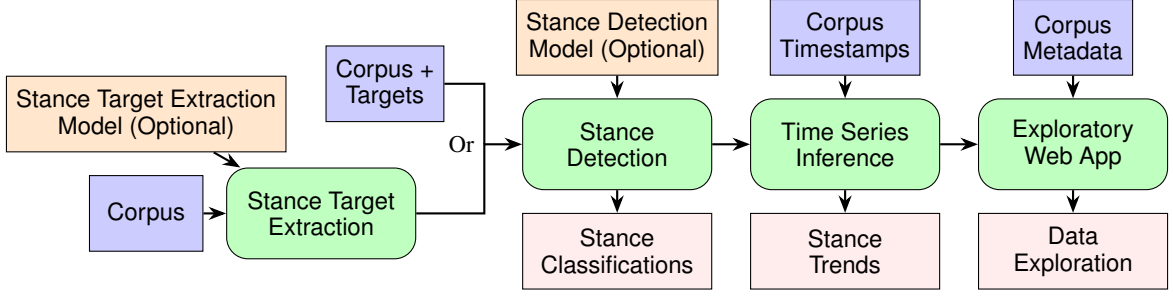 Stance Target Extraction
Model (Optional)
Corpus
Stance Target
Extraction
Corpus +
Targets
Or
Stance Detection
Model (Optional)
Stance
Detection
Stance
Classifications
Corpus
Timestamps
Time Series
Inference
Stance
Trends
Corpus
Metadata
Exploratory
Web App
Data
Exploration